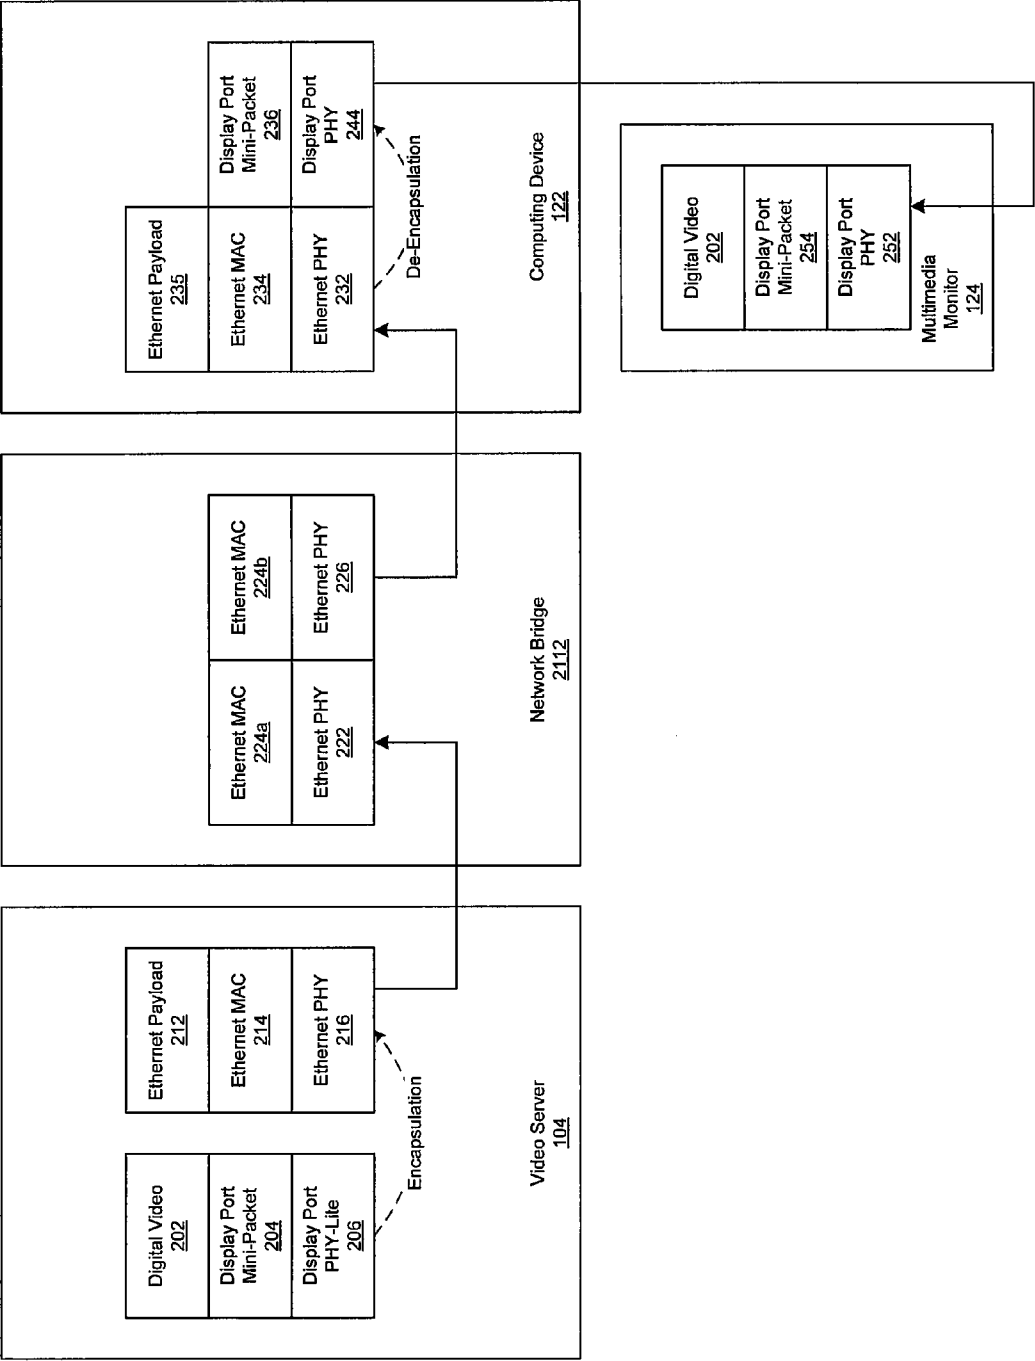 Digital Video
202
Display Port
Mini-Packet
204
Display Port
PHY-Lite
206
Encapsulation
Ethernet Payload
212
Ethernet MAC
214
Ethernet PHY
216
Video Server
104
Ethernet MAC
224a
Ethernet PHY
222
Ethernet MAC
224b
Ethernet PHY
226
Network Bridge
2112
Ethernet Payload
235
Ethernet MAC
234
Ethernet PHY
232
Display Port
Mini-Packet
236
Display Port
PHY
244
De-Encapsulation
Computing Device
122
Digital Video
202
Display Port
Mini-Packet
254
Display Port
PHY
252
Multimedia
Monitor
124